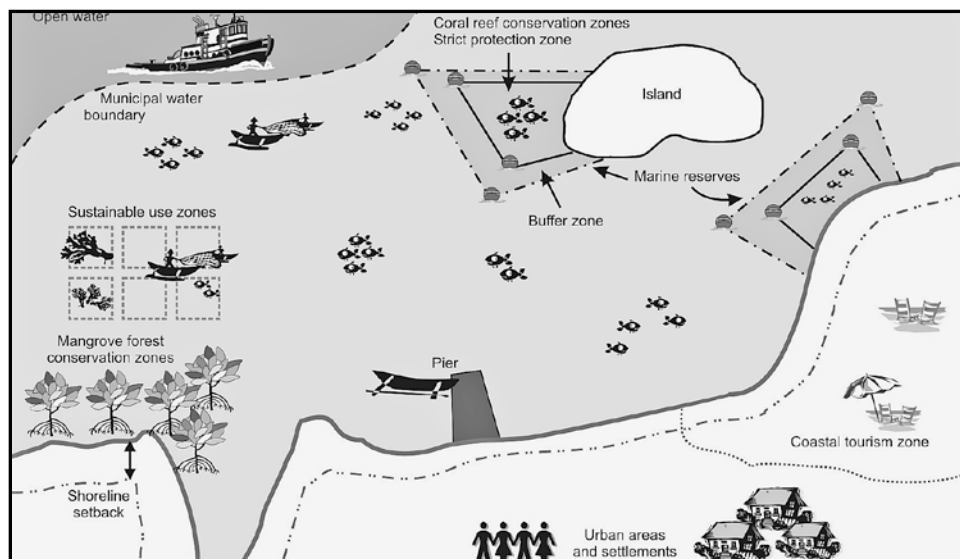 Open water
Coral reef conservation zones
Strict protection zone
Municipal water
boundary
Island
Marine reserves
Buffer zone
Sustainable use zones
Mangrove forest
conservation zones
Pier
Coastal tourism zone
Shoreline
setback
Urban areas
and settlements